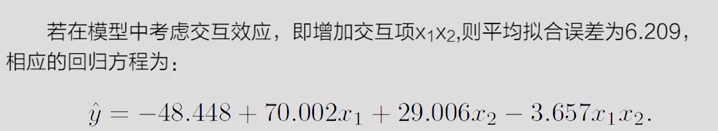 若在模型中考虑交互效应，即增加交互项x₁x₂,则平均拟合误差为6.209，
相应的回归方程为：
ŷ = −48.448 + 70.002x₁ + 29.006x₂ − 3.657x₁x₂.